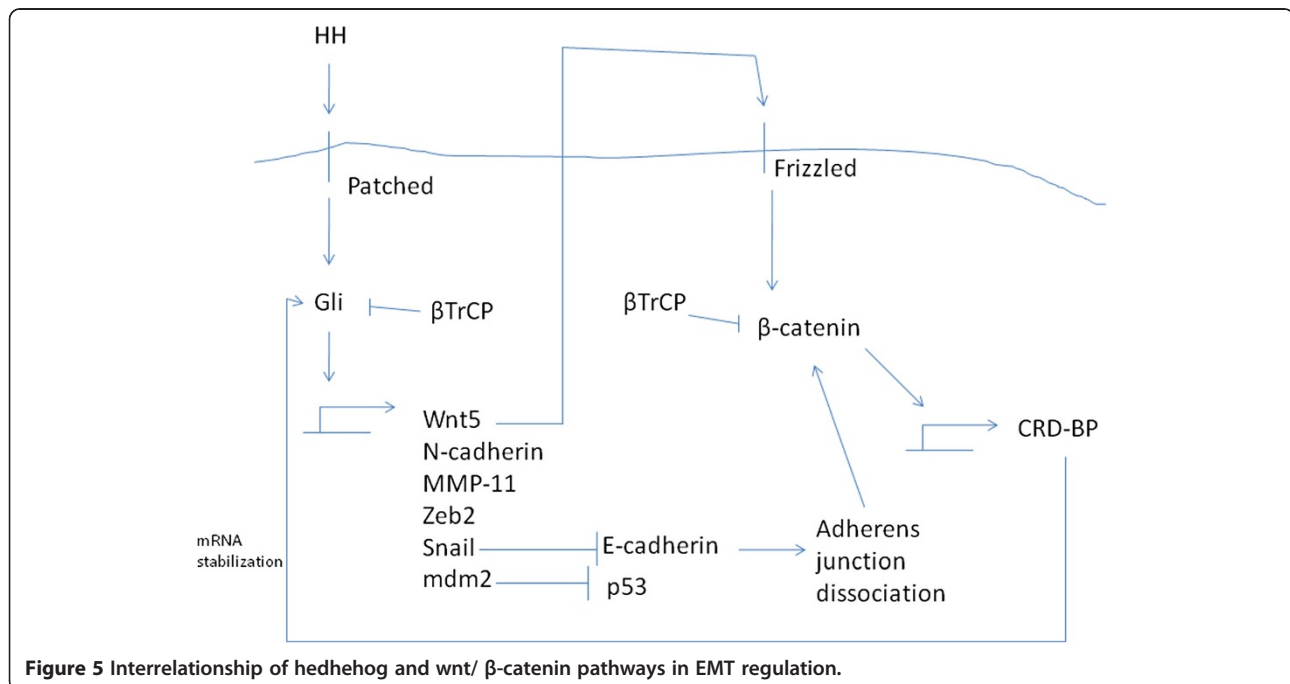 HH
Patched
Frizzled
Gli
βTrCP
βTrCP
β-catenin
Wnt5
N-cadherin
MMP-11
Zeb2
Snail
mdm2
E-cadherin
p53
Adherens
junction
dissociation
CRD-BP
mRNA
stabilization
Figure 5 Interrelationship of hedhehog and wnt/ β-catenin pathways in EMT regulation.